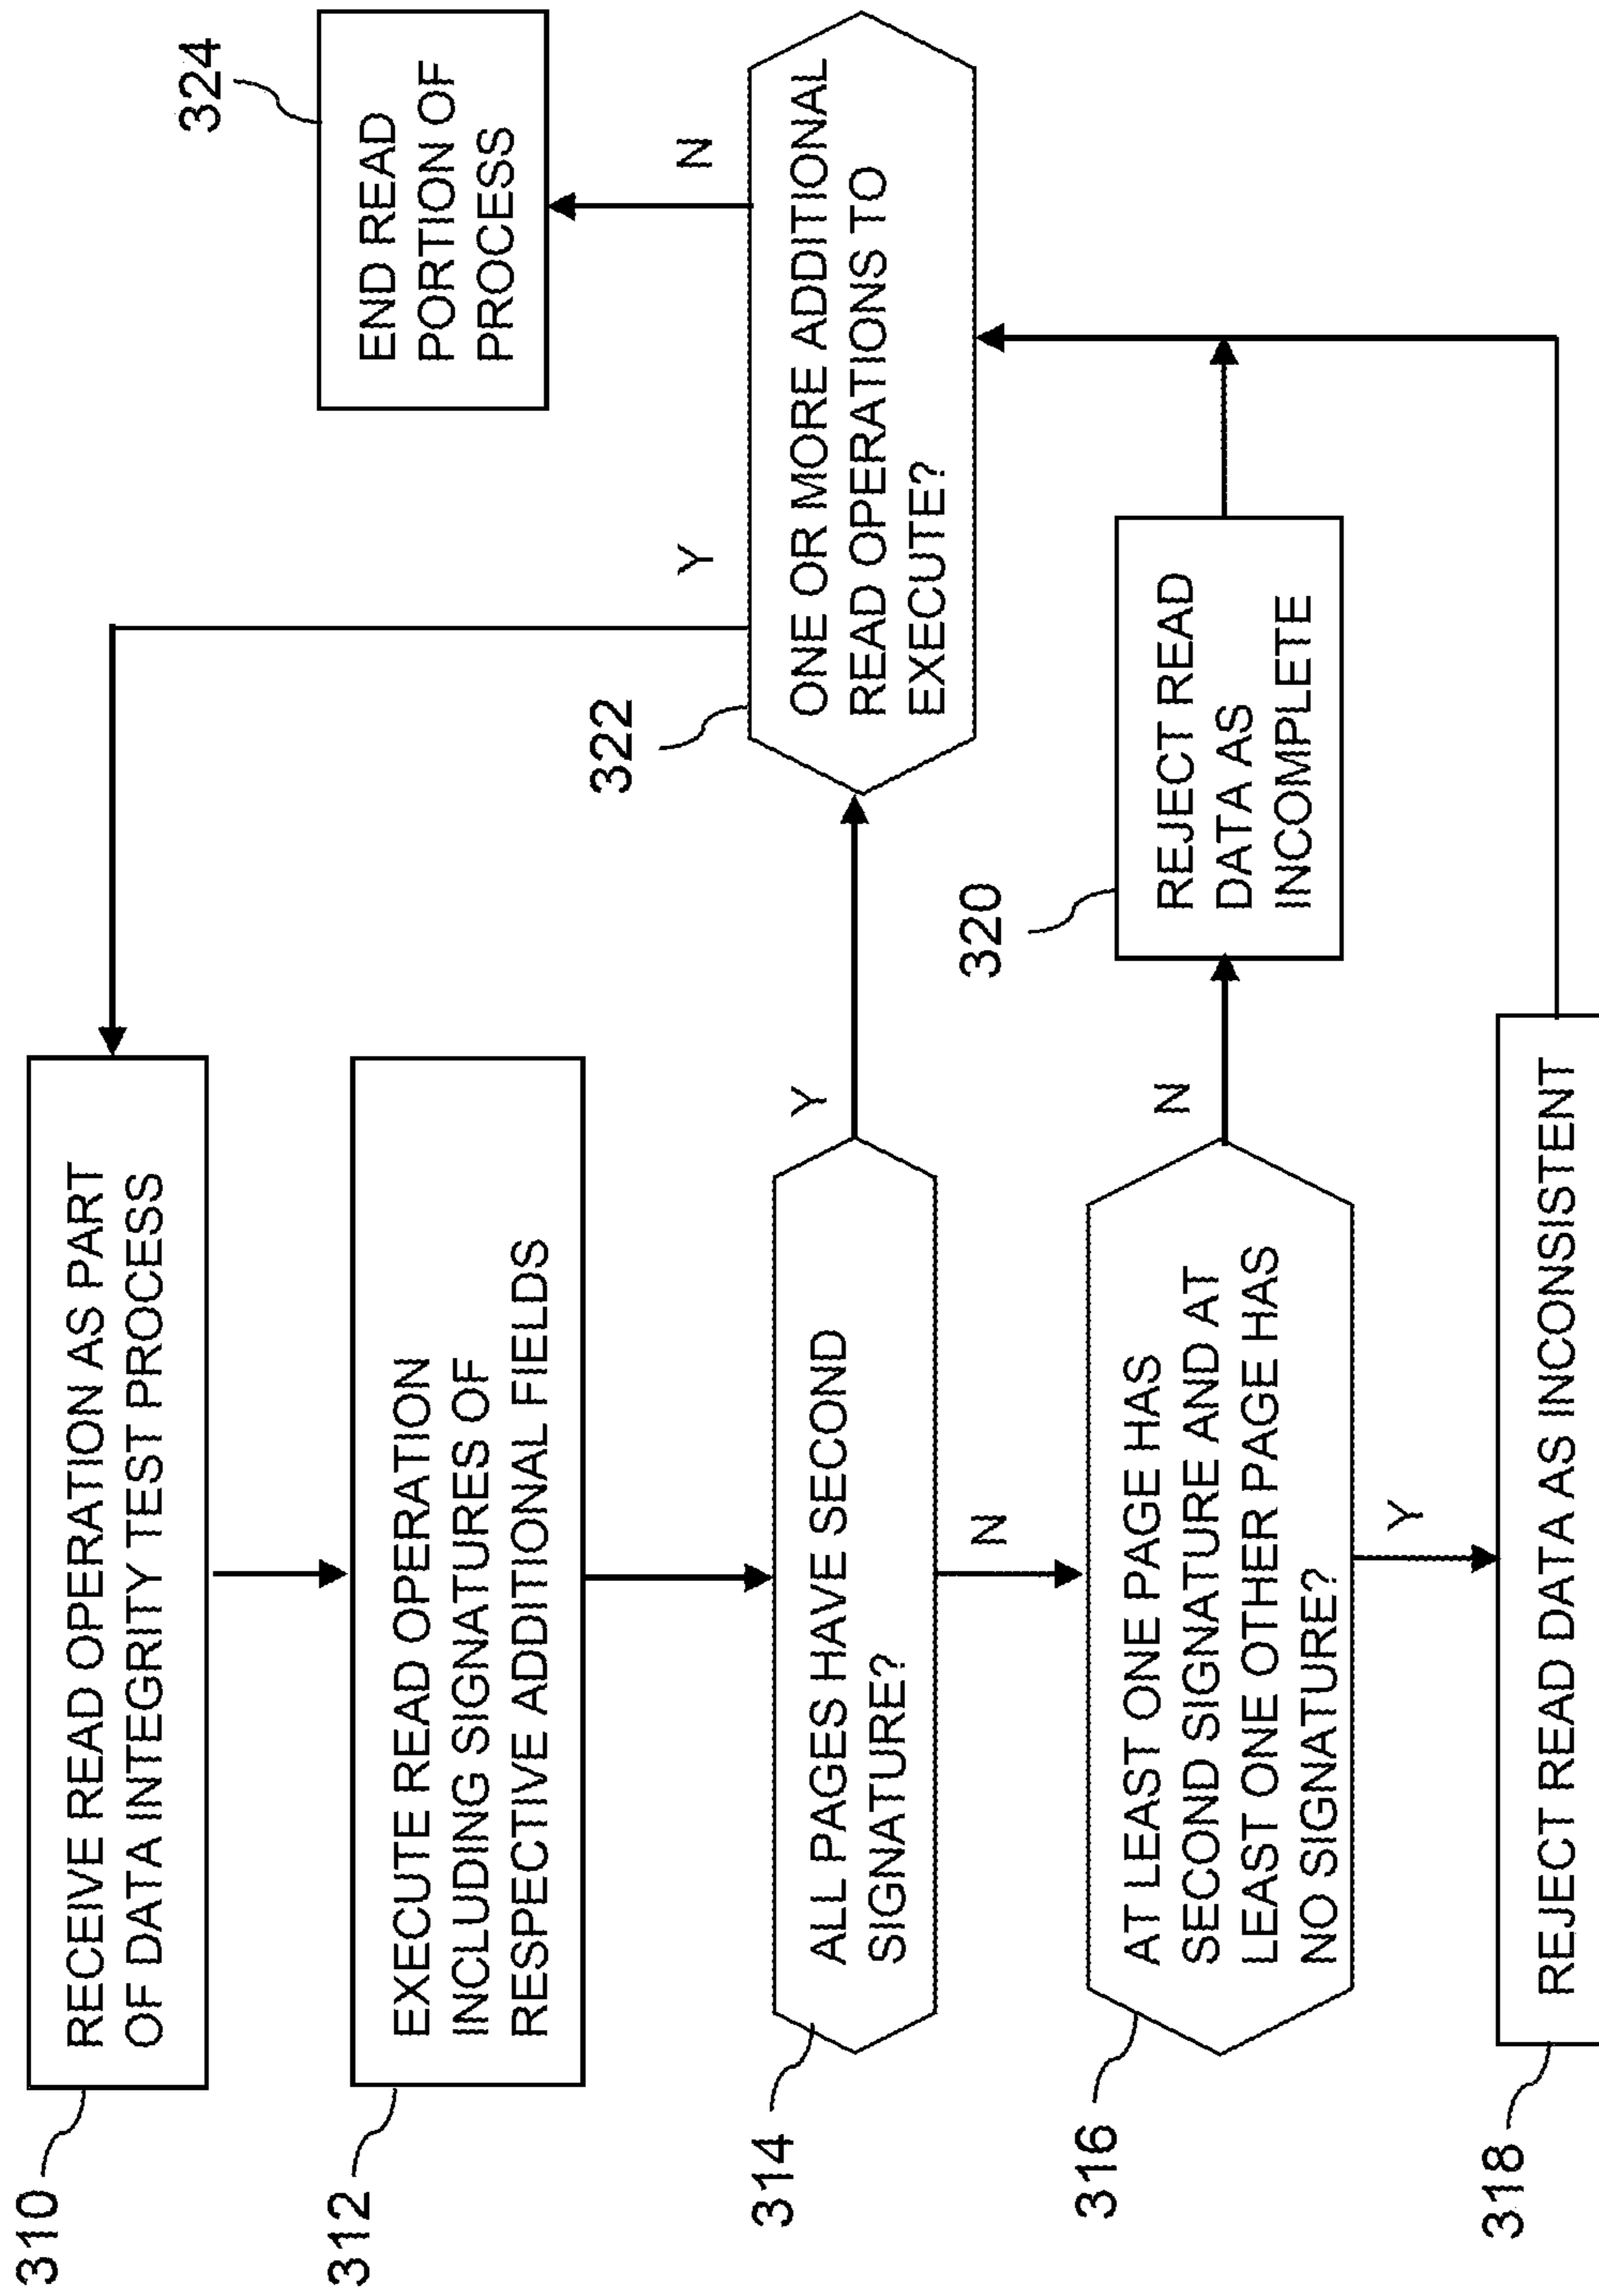 310
RECEIVE READ OPERATION AS PART
OF DATA INTEGRITY TEST PROCESS
312
EXECUTE READ OPERATION
INCLUDING SIGNATURES OF
RESPECTIVE ADDITIONAL FIELDS
314
ALL PAGES HAVE SECOND
SIGNATURE?
Y
N
316
AT LEAST ONE PAGE HAS
SECOND SIGNATURE AND AT
LEAST ONE OTHER PAGE HAS
NO SIGNATURE?
N
Y
318
REJECT READ DATA AS INCONSISTENT
320
REJECT READ
DATA AS
INCOMPLETE
322
ONE OR MORE ADDITIONAL
READ OPERATIONS TO
EXECUTE?
Y
N
324
END READ
PORTION OF
PROCESS